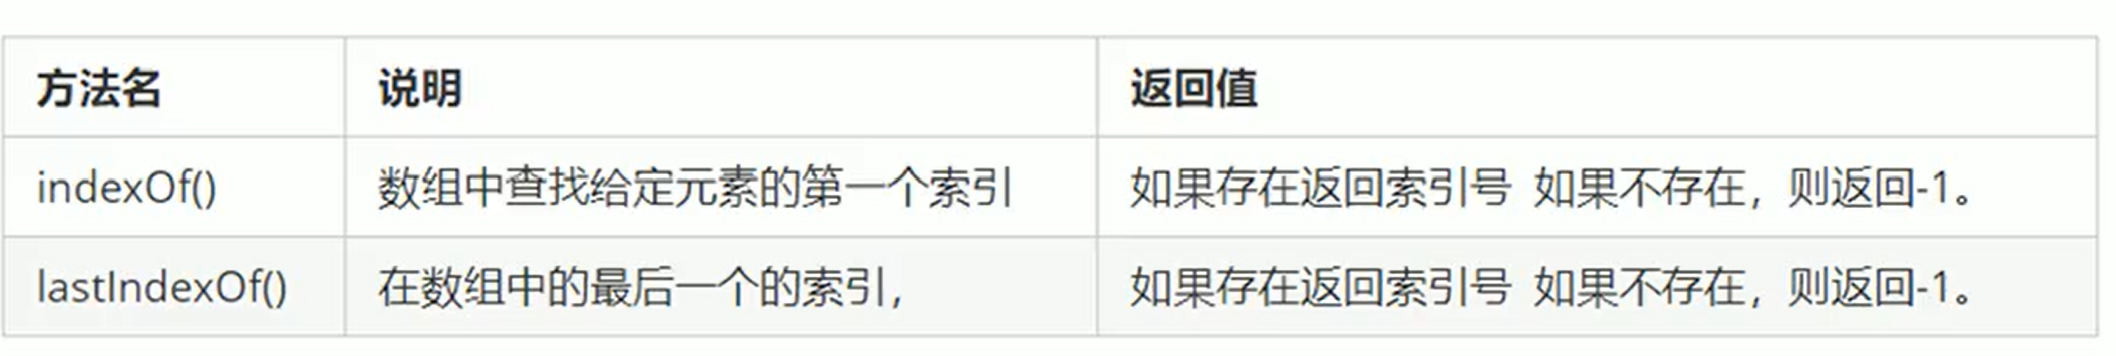 方法名 说明 返回值
indexOf() 数组中查找给定元素的第一个索引 如果存在返回索引号 如果不存在，则返回-1。
lastIndexOf() 在数组中的最后一个的索引， 如果存在返回索引号 如果不存在，则返回-1。